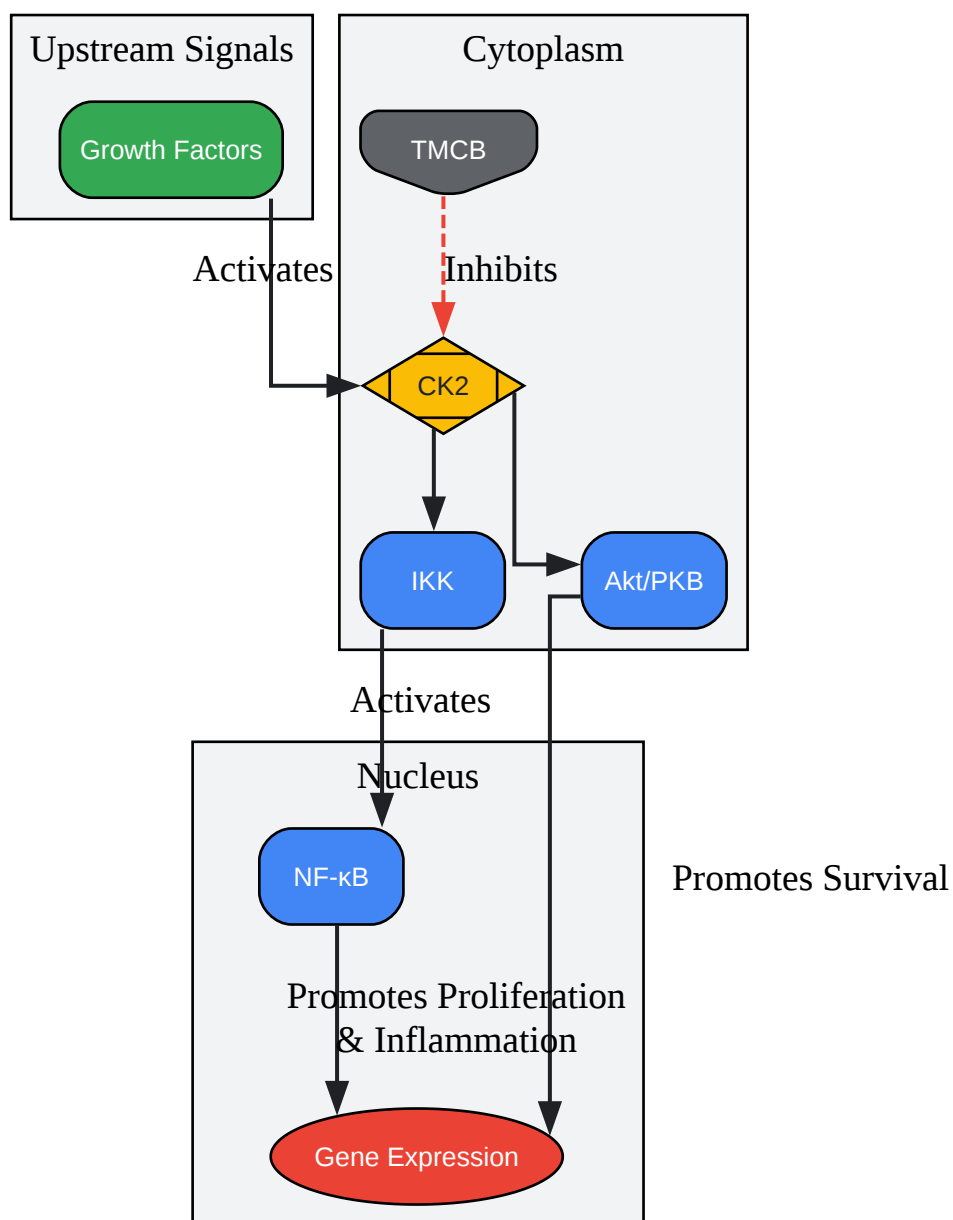 Upstream Signals
Cytoplasm
Growth Factors
TMCB
Activates
Inhibits
CK2
IKK
Akt/PKB
Activates
Nucleus
NF-κB
Promotes Survival
Promotes Proliferation
& Inflammation
Gene Expression